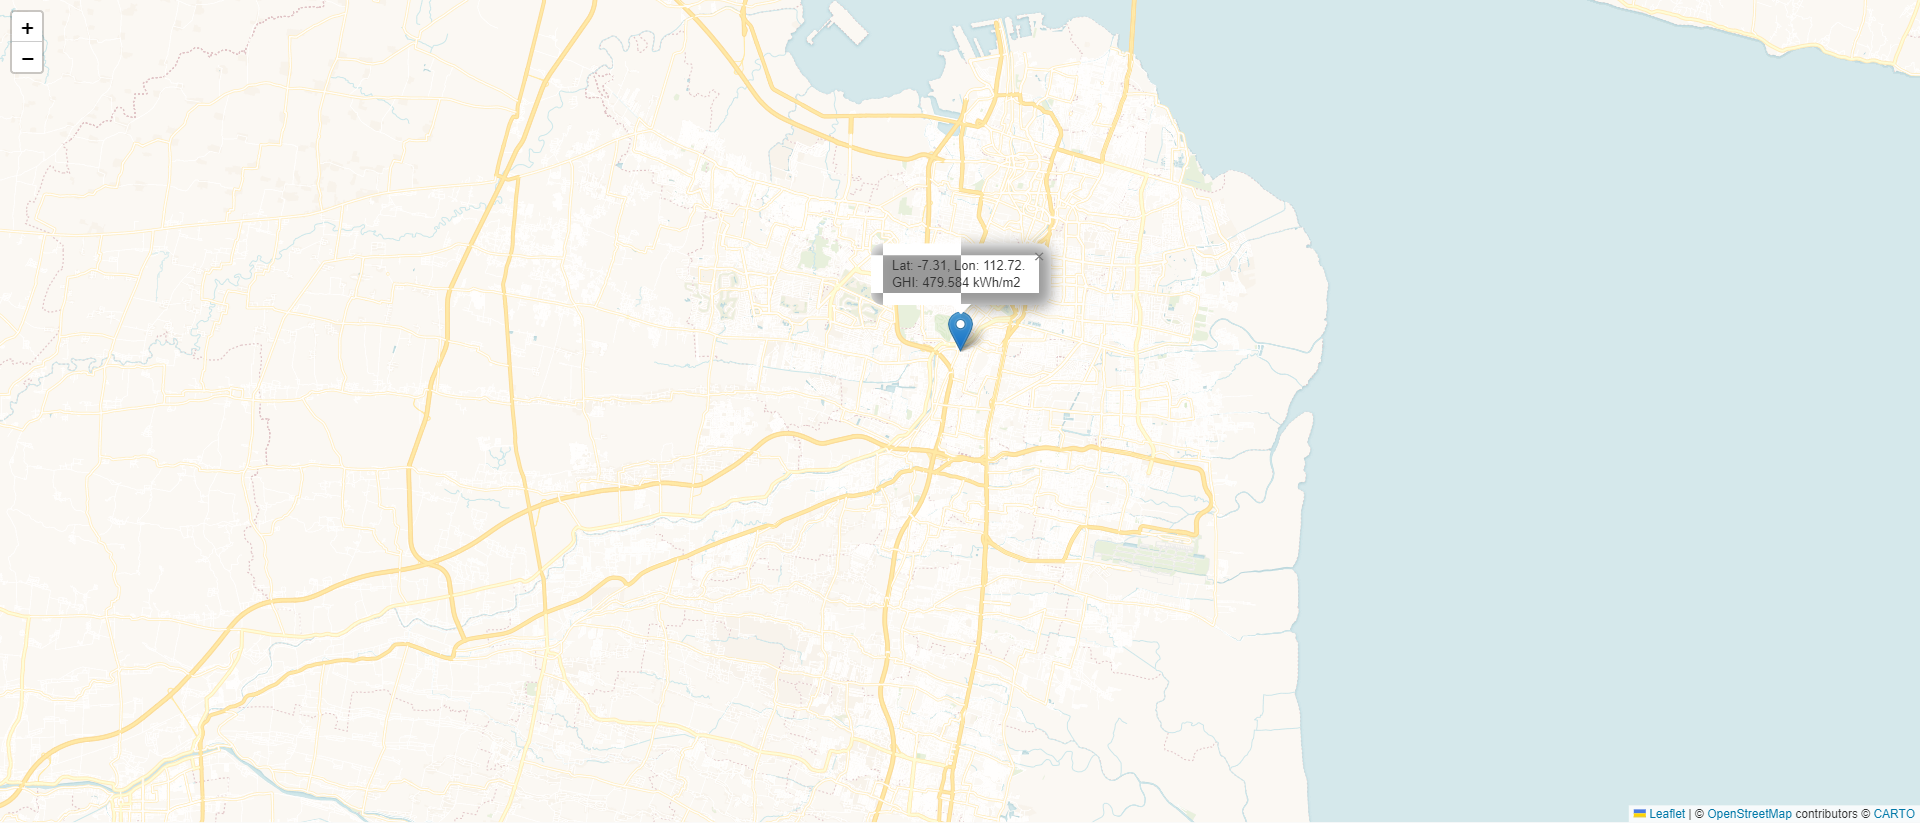 +
−
Lat: -7.31, Lon: 112.72.
GHI: 479.584 kWh/m2
×
Leaflet | © OpenStreetMap contributors © CARTO